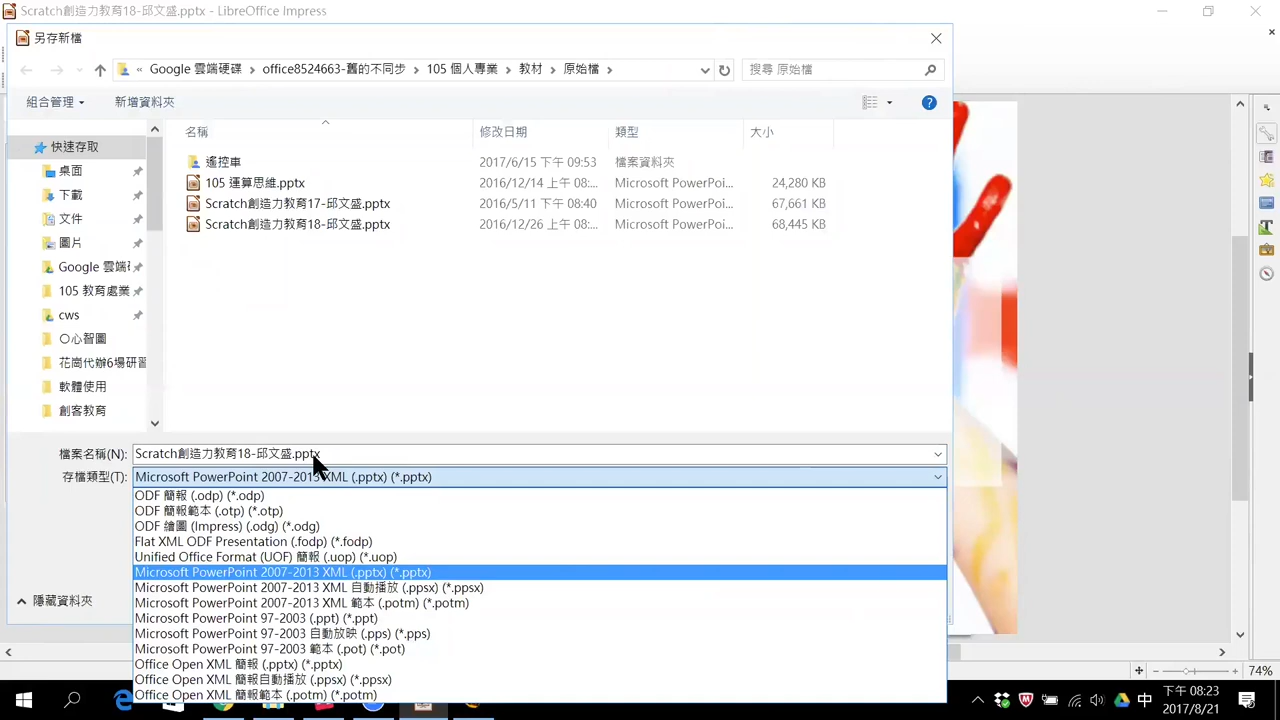 Scratch創造力教育18-邱文盛.pptx - LibreOffice Impress
另存新檔
« Google 雲端硬碟 › office8524663-舊的不同步 › 105 個人專業 › 教材 › 原始檔 ›
搜尋 原始檔
組合管理
新增資料夾
名稱 修改日期 類型 大小
快速存取
桌面
下載
文件
圖片
Google 雲端硬
105 教育處業
cws
〇心智圖
花崗代辦6場研習
軟體使用
創客教育
遙控車 2017/6/15 下午 09:53 檔案資料夾
105 運算思維.pptx 2016/12/14 上午 08:... Microsoft PowerPoi... 24,280 KB
Scratch創造力教育17-邱文盛.pptx 2016/5/11 下午 08:40 Microsoft PowerPoi... 67,661 KB
Scratch創造力教育18-邱文盛.pptx 2016/12/26 上午 08:... Microsoft PowerPoi... 68,445 KB
檔案名稱(N): Scratch創造力教育18-邱文盛.pptx
存檔類型(T): Microsoft PowerPoint 2007-2013 XML (.pptx) (*.pptx)
ODF 簡報 (.odp) (*.odp)
ODF 簡報範本 (.otp) (*.otp)
ODF 繪圖 (Impress) (.odg) (*.odg)
Flat XML ODF Presentation (.fodp) (*.fodp)
Unified Office Format (UOF) 簡報 (.uop) (*.uop)
Microsoft PowerPoint 2007-2013 XML (.pptx) (*.pptx)
Microsoft PowerPoint 2007-2013 XML 自動播放 (.ppsx) (*.ppsx)
Microsoft PowerPoint 2007-2013 XML 範本 (.potm) (*.potm)
Microsoft PowerPoint 97-2003 (.ppt) (*.ppt)
Microsoft PowerPoint 97-2003 自動放映 (.pps) (*.pps)
Microsoft PowerPoint 97-2003 範本 (.pot) (*.pot)
Office Open XML 簡報 (.pptx) (*.pptx)
Office Open XML 簡報自動播放 (.ppsx) (*.ppsx)
Office Open XML 簡報範本 (.potm) (*.potm)
隱藏資料夾
74%
中
下午 08:23
2017/8/21